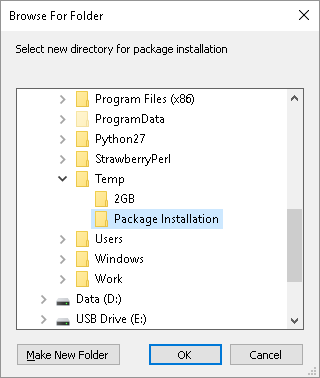 Browse For Folder
Select new directory for package installation
Program Files (x86)
ProgramData
Python27
StrawberryPerl
Temp
2GB
Package Installation
Users
Windows
Work
Data (D:)
USB Drive (E:)
Make New Folder
OK
Cancel